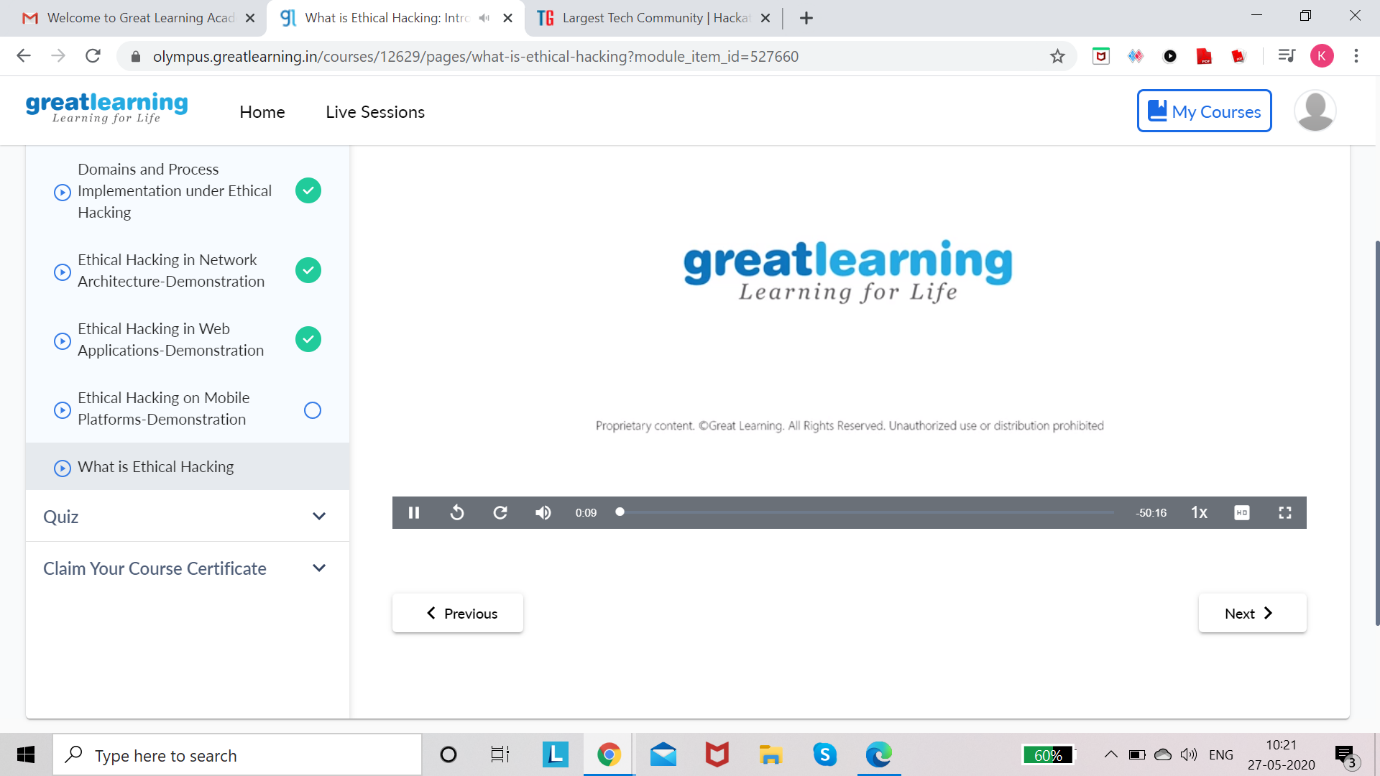 Welcome to Great Learning Acad
What is Ethical Hacking: Intro
TG Largest Tech Community | Hackat
olympus.greatlearning.in/courses/12629/pages/what-is-ethical-hacking?module_item_id=527660
K
greatlearning
Learning for Life
Home
Live Sessions
My Courses
Domains and Process
Implementation under Ethical
Hacking
Ethical Hacking in Network
Architecture-Demonstration
Ethical Hacking in Web
Applications-Demonstration
Ethical Hacking on Mobile
Platforms-Demonstration
What is Ethical Hacking
Quiz
Claim Your Course Certificate
greatlearning
Learning for Life
Proprietary content. ©Great Learning. All Rights Reserved. Unauthorized use or distribution prohibited
0:09
-50:16
1x
HD
Previous
Next
Type here to search
L
S
60%
ENG
10:21
27-05-2020
3